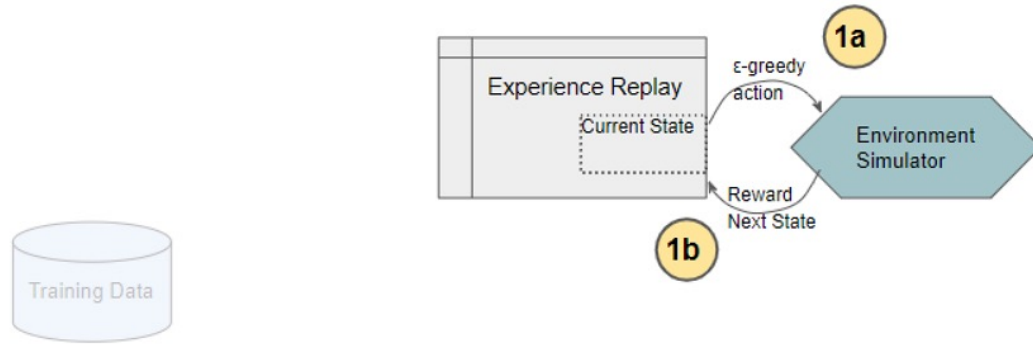 1a
ε-greedy
action
Experience Replay
Current State
Environment
Simulator
Reward
Next State
1b
Training Data